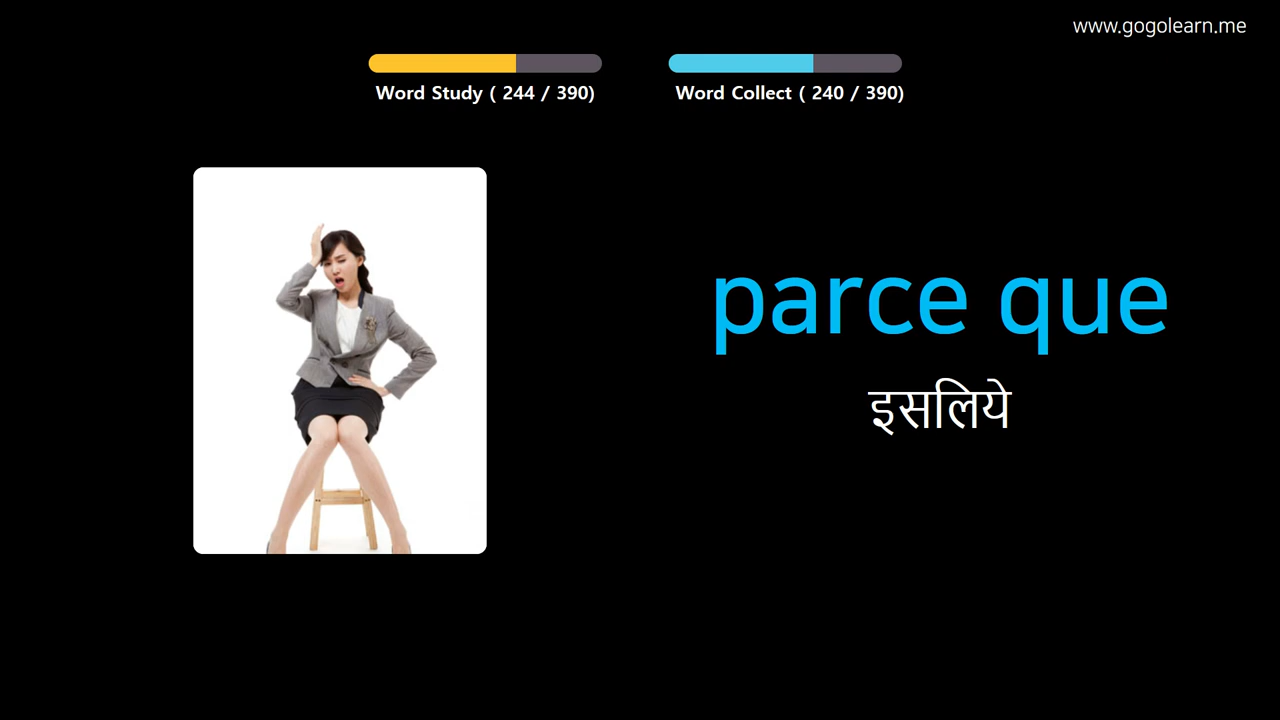 www.gogolearn.me
Word Study ( 244 / 390)
Word Collect ( 240 / 390)
parce que
इसलिये